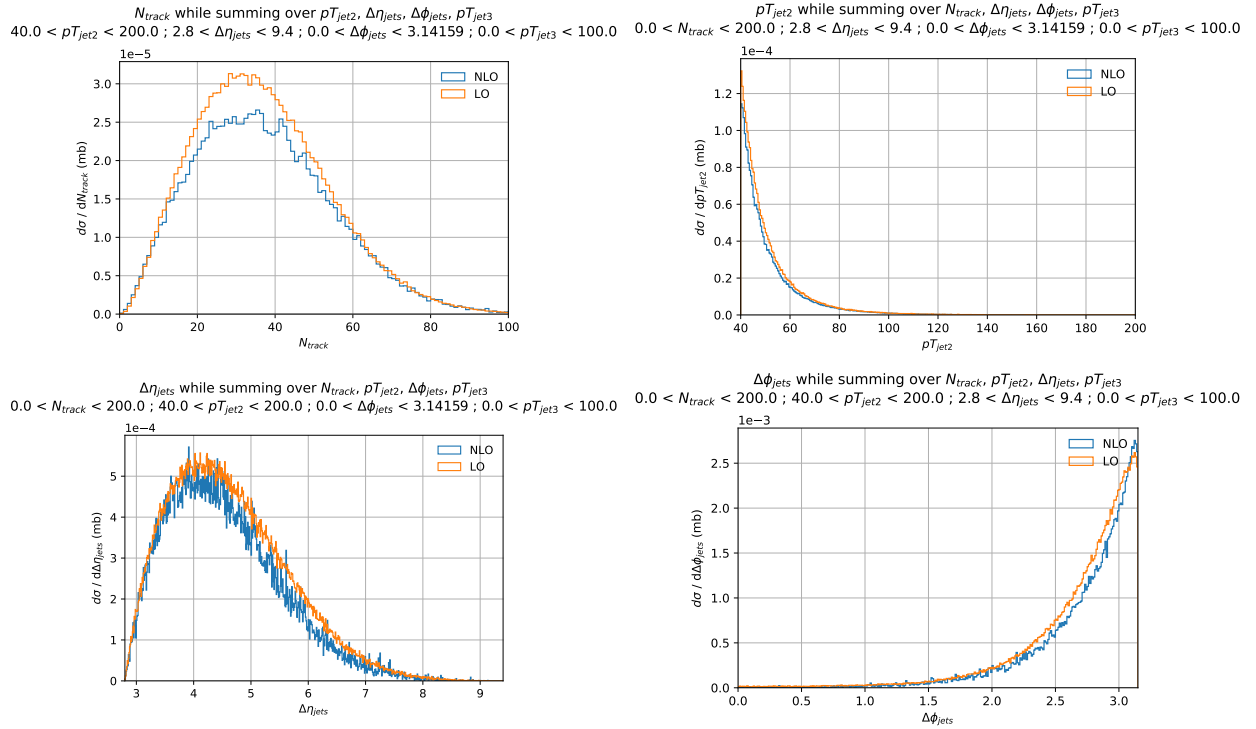 N_track while summing over pT_jet2, Δη_jets, Δϕ_jets, pT_jet3
40.0 < pT_jet2 < 200.0 ; 2.8 < Δη_jets < 9.4 ; 0.0 < Δϕ_jets < 3.14159 ; 0.0 < pT_jet3 < 100.0
1e−5
NLO
LO
3.0
2.5
2.0
1.5
1.0
0.5
0.0
dσ / dN_track (mb)
0 20 40 60 80 100
N_track
pT_jet2 while summing over N_track, Δη_jets, Δϕ_jets, pT_jet3
0.0 < N_track < 200.0 ; 2.8 < Δη_jets < 9.4 ; 0.0 < Δϕ_jets < 3.14159 ; 0.0 < pT_jet3 < 100.0
1e−4
NLO
LO
1.2
1.0
0.8
0.6
0.4
0.2
0.0
dσ / dpT_jet2 (mb)
40 60 80 100 120 140 160 180 200
pT_jet2
Δη_jets while summing over N_track, pT_jet2, Δϕ_jets, pT_jet3
0.0 < N_track < 200.0 ; 40.0 < pT_jet2 < 200.0 ; 0.0 < Δϕ_jets < 3.14159 ; 0.0 < pT_jet3 < 100.0
1e−4
NLO
LO
5
4
3
2
1
0
dσ / dΔη_jets (mb)
3 4 5 6 7 8 9
Δη_jets
Δϕ_jets while summing over N_track, pT_jet2, Δη_jets, pT_jet3
0.0 < N_track < 200.0 ; 40.0 < pT_jet2 < 200.0 ; 2.8 < Δη_jets < 9.4 ; 0.0 < pT_jet3 < 100.0
1e−3
NLO
LO
2.5
2.0
1.5
1.0
0.5
0.0
dσ / dΔϕ_jets (mb)
0.0 0.5 1.0 1.5 2.0 2.5 3.0
Δϕ_jets